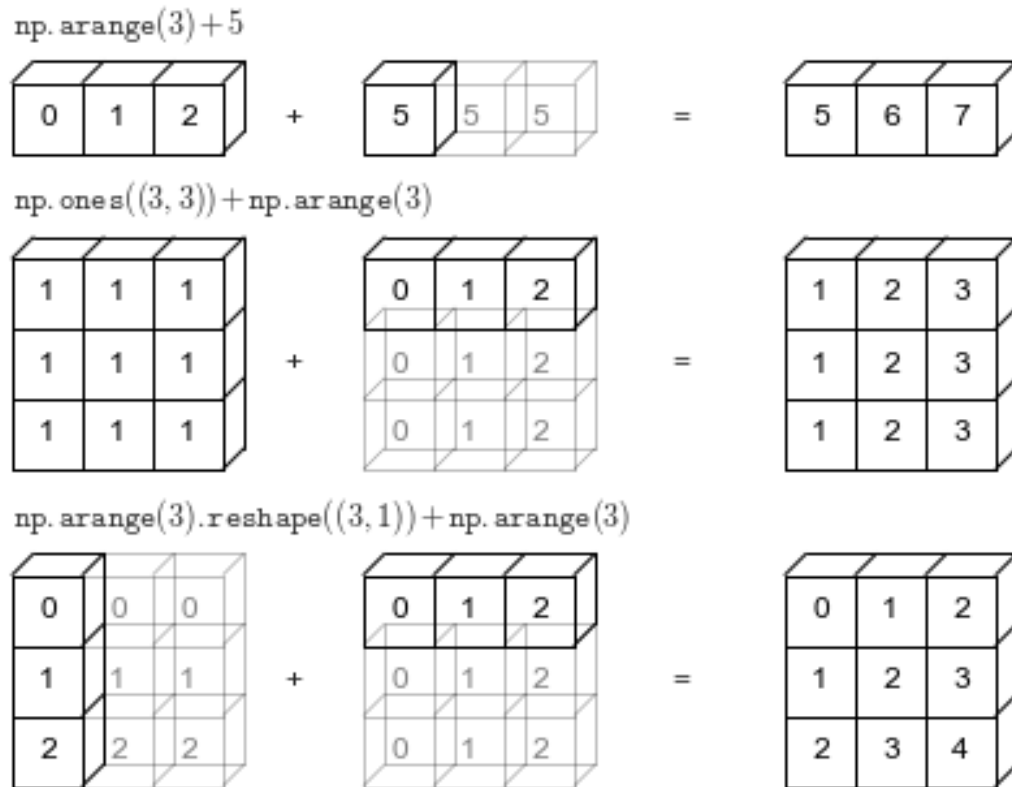 np.arange(3)+5
0 1 2 + 5 5 5 = 5 6 7
np.ones((3,3))+np.arange(3)
1 1 1 0 1 2 1 2 3
1 1 1 + 0 1 2 = 1 2 3
1 1 1 0 1 2 1 2 3
np.arange(3).reshape((3,1))+np.arange(3)
0 0 0 0 1 2 0 1 2
1 1 1 + 0 1 2 = 1 2 3
2 2 2 0 1 2 2 3 4